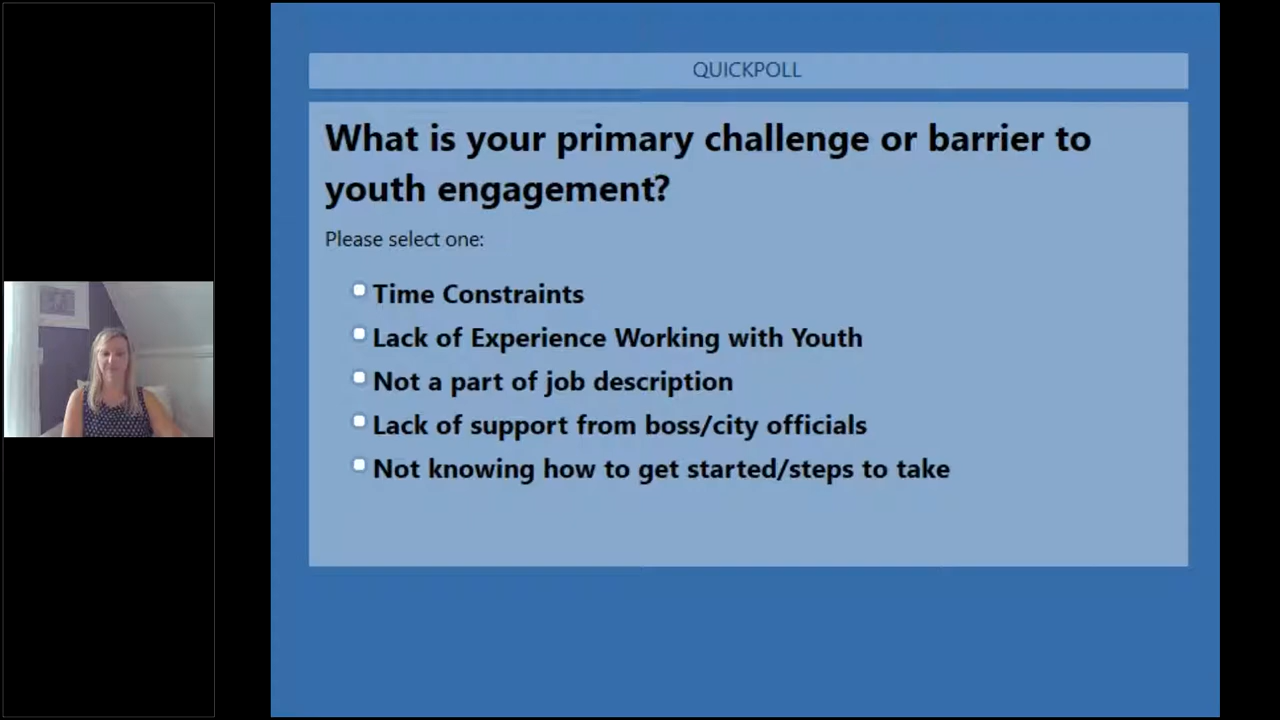 QUICKPOLL
What is your primary challenge or barrier to
youth engagement?
Please select one:
Time Constraints
Lack of Experience Working with Youth
Not a part of job description
Lack of support from boss/city officials
Not knowing how to get started/steps to take